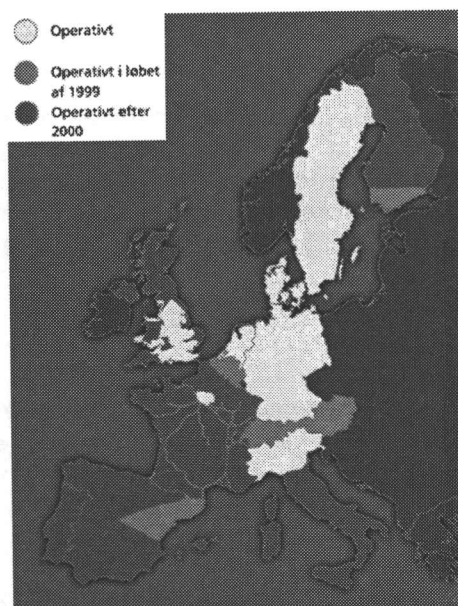 Operativt
Operativt i løbet
af 1999
Operativt efter
2000